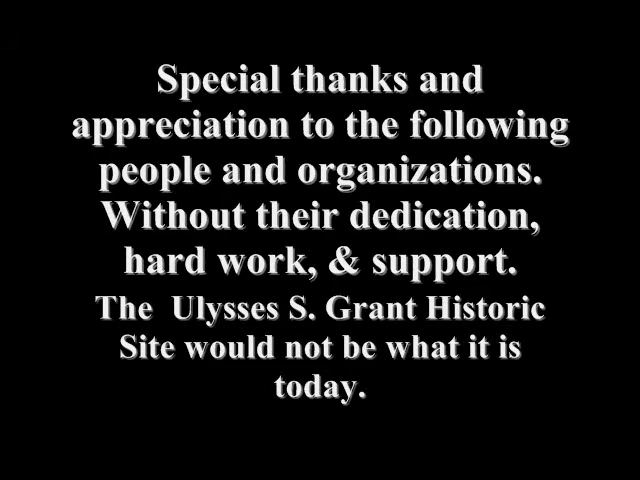 Special thanks and
appreciation to the following
people and organizations.
Without their dedication,
hard work, & support.
The  Ulysses S. Grant Historic
Site would not be what it is
today.